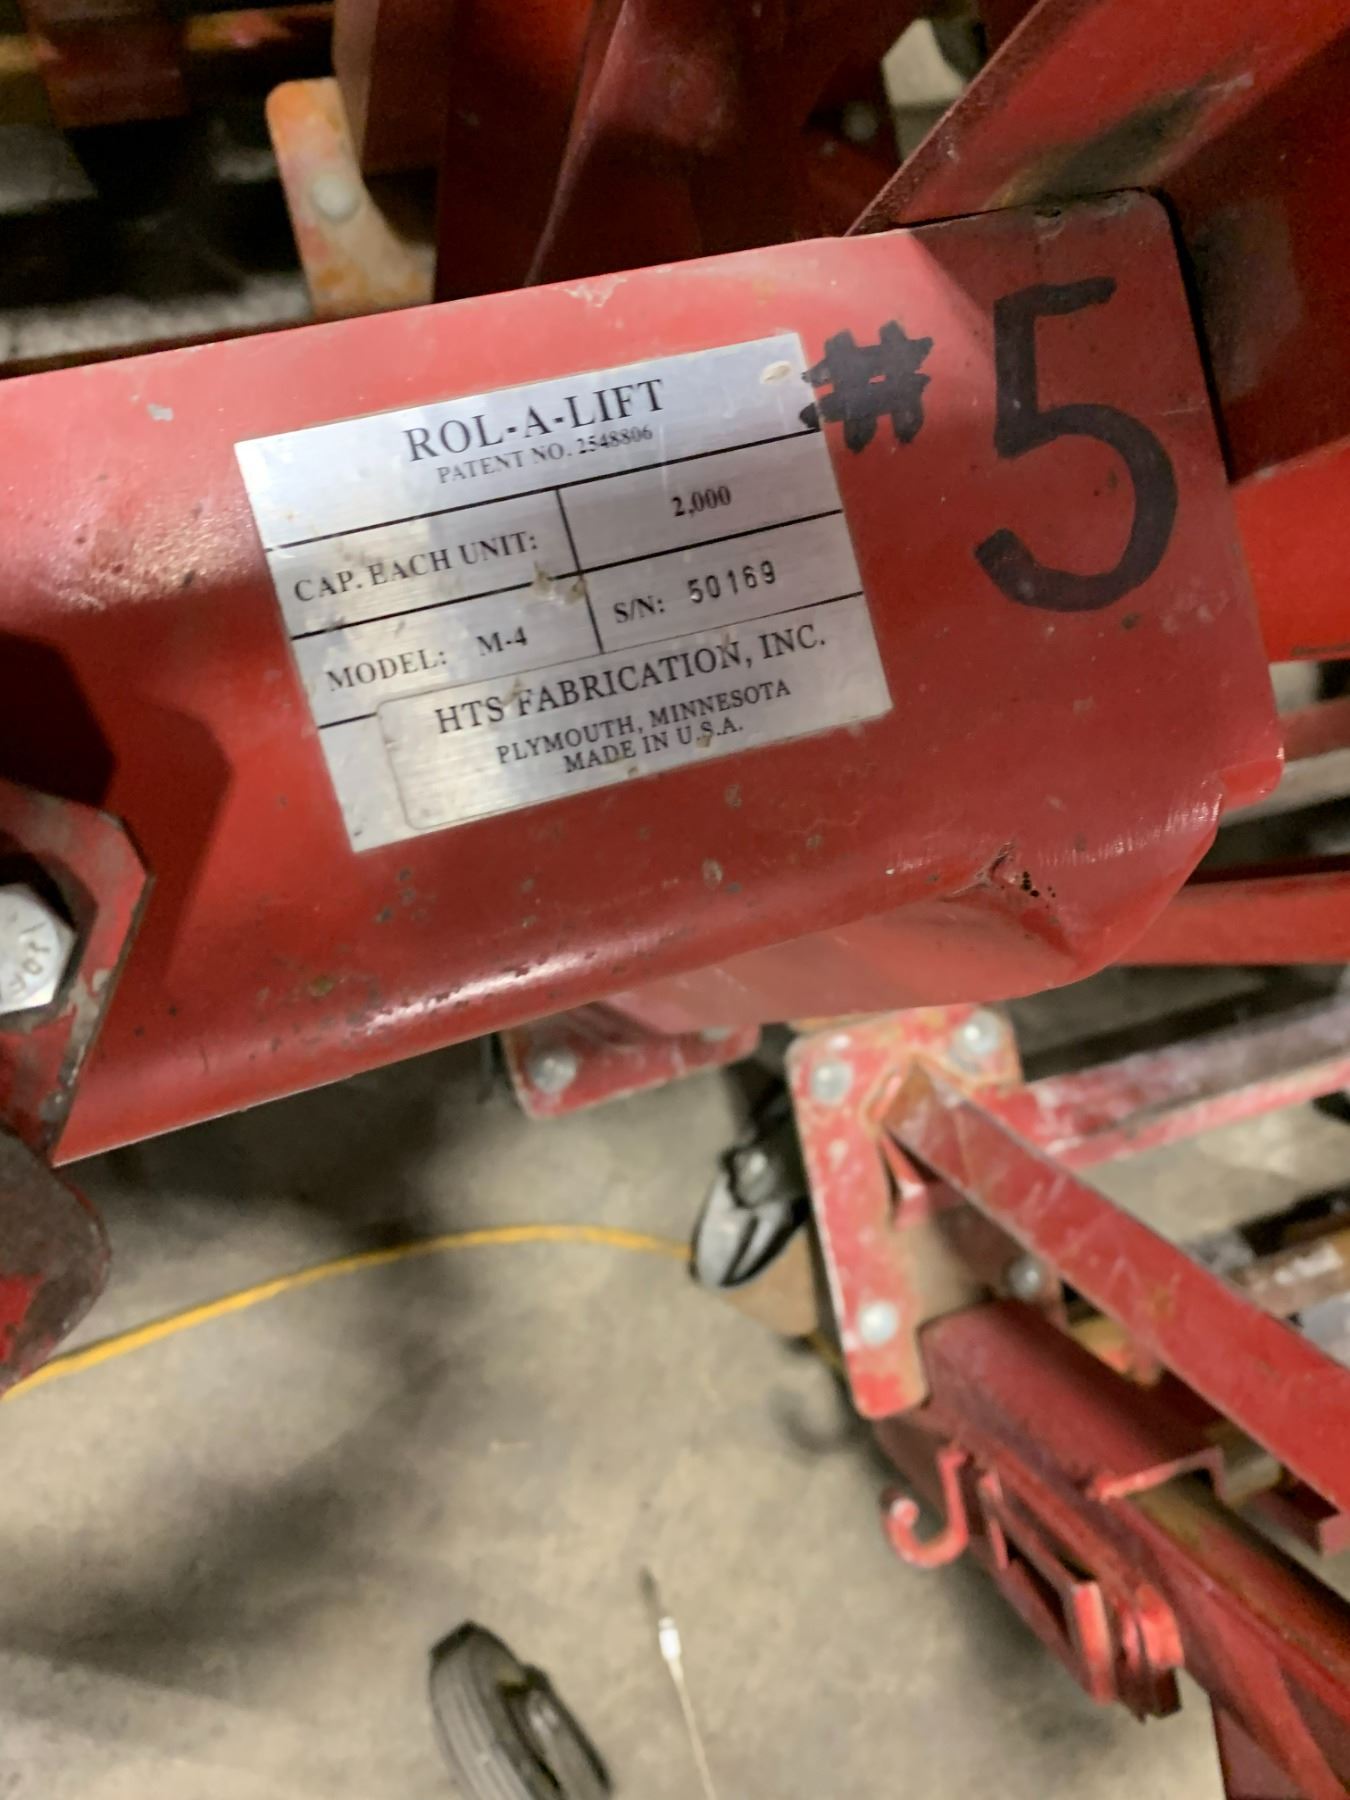 ROL-A-LIFT
PATENT NO. 2548806
CAP. EACH UNIT: 2,000
MODEL: M-4 S/N: 50169
HTS FABRICATION, INC.
PLYMOUTH, MINNESOTA
MADE IN U.S.A.
#5